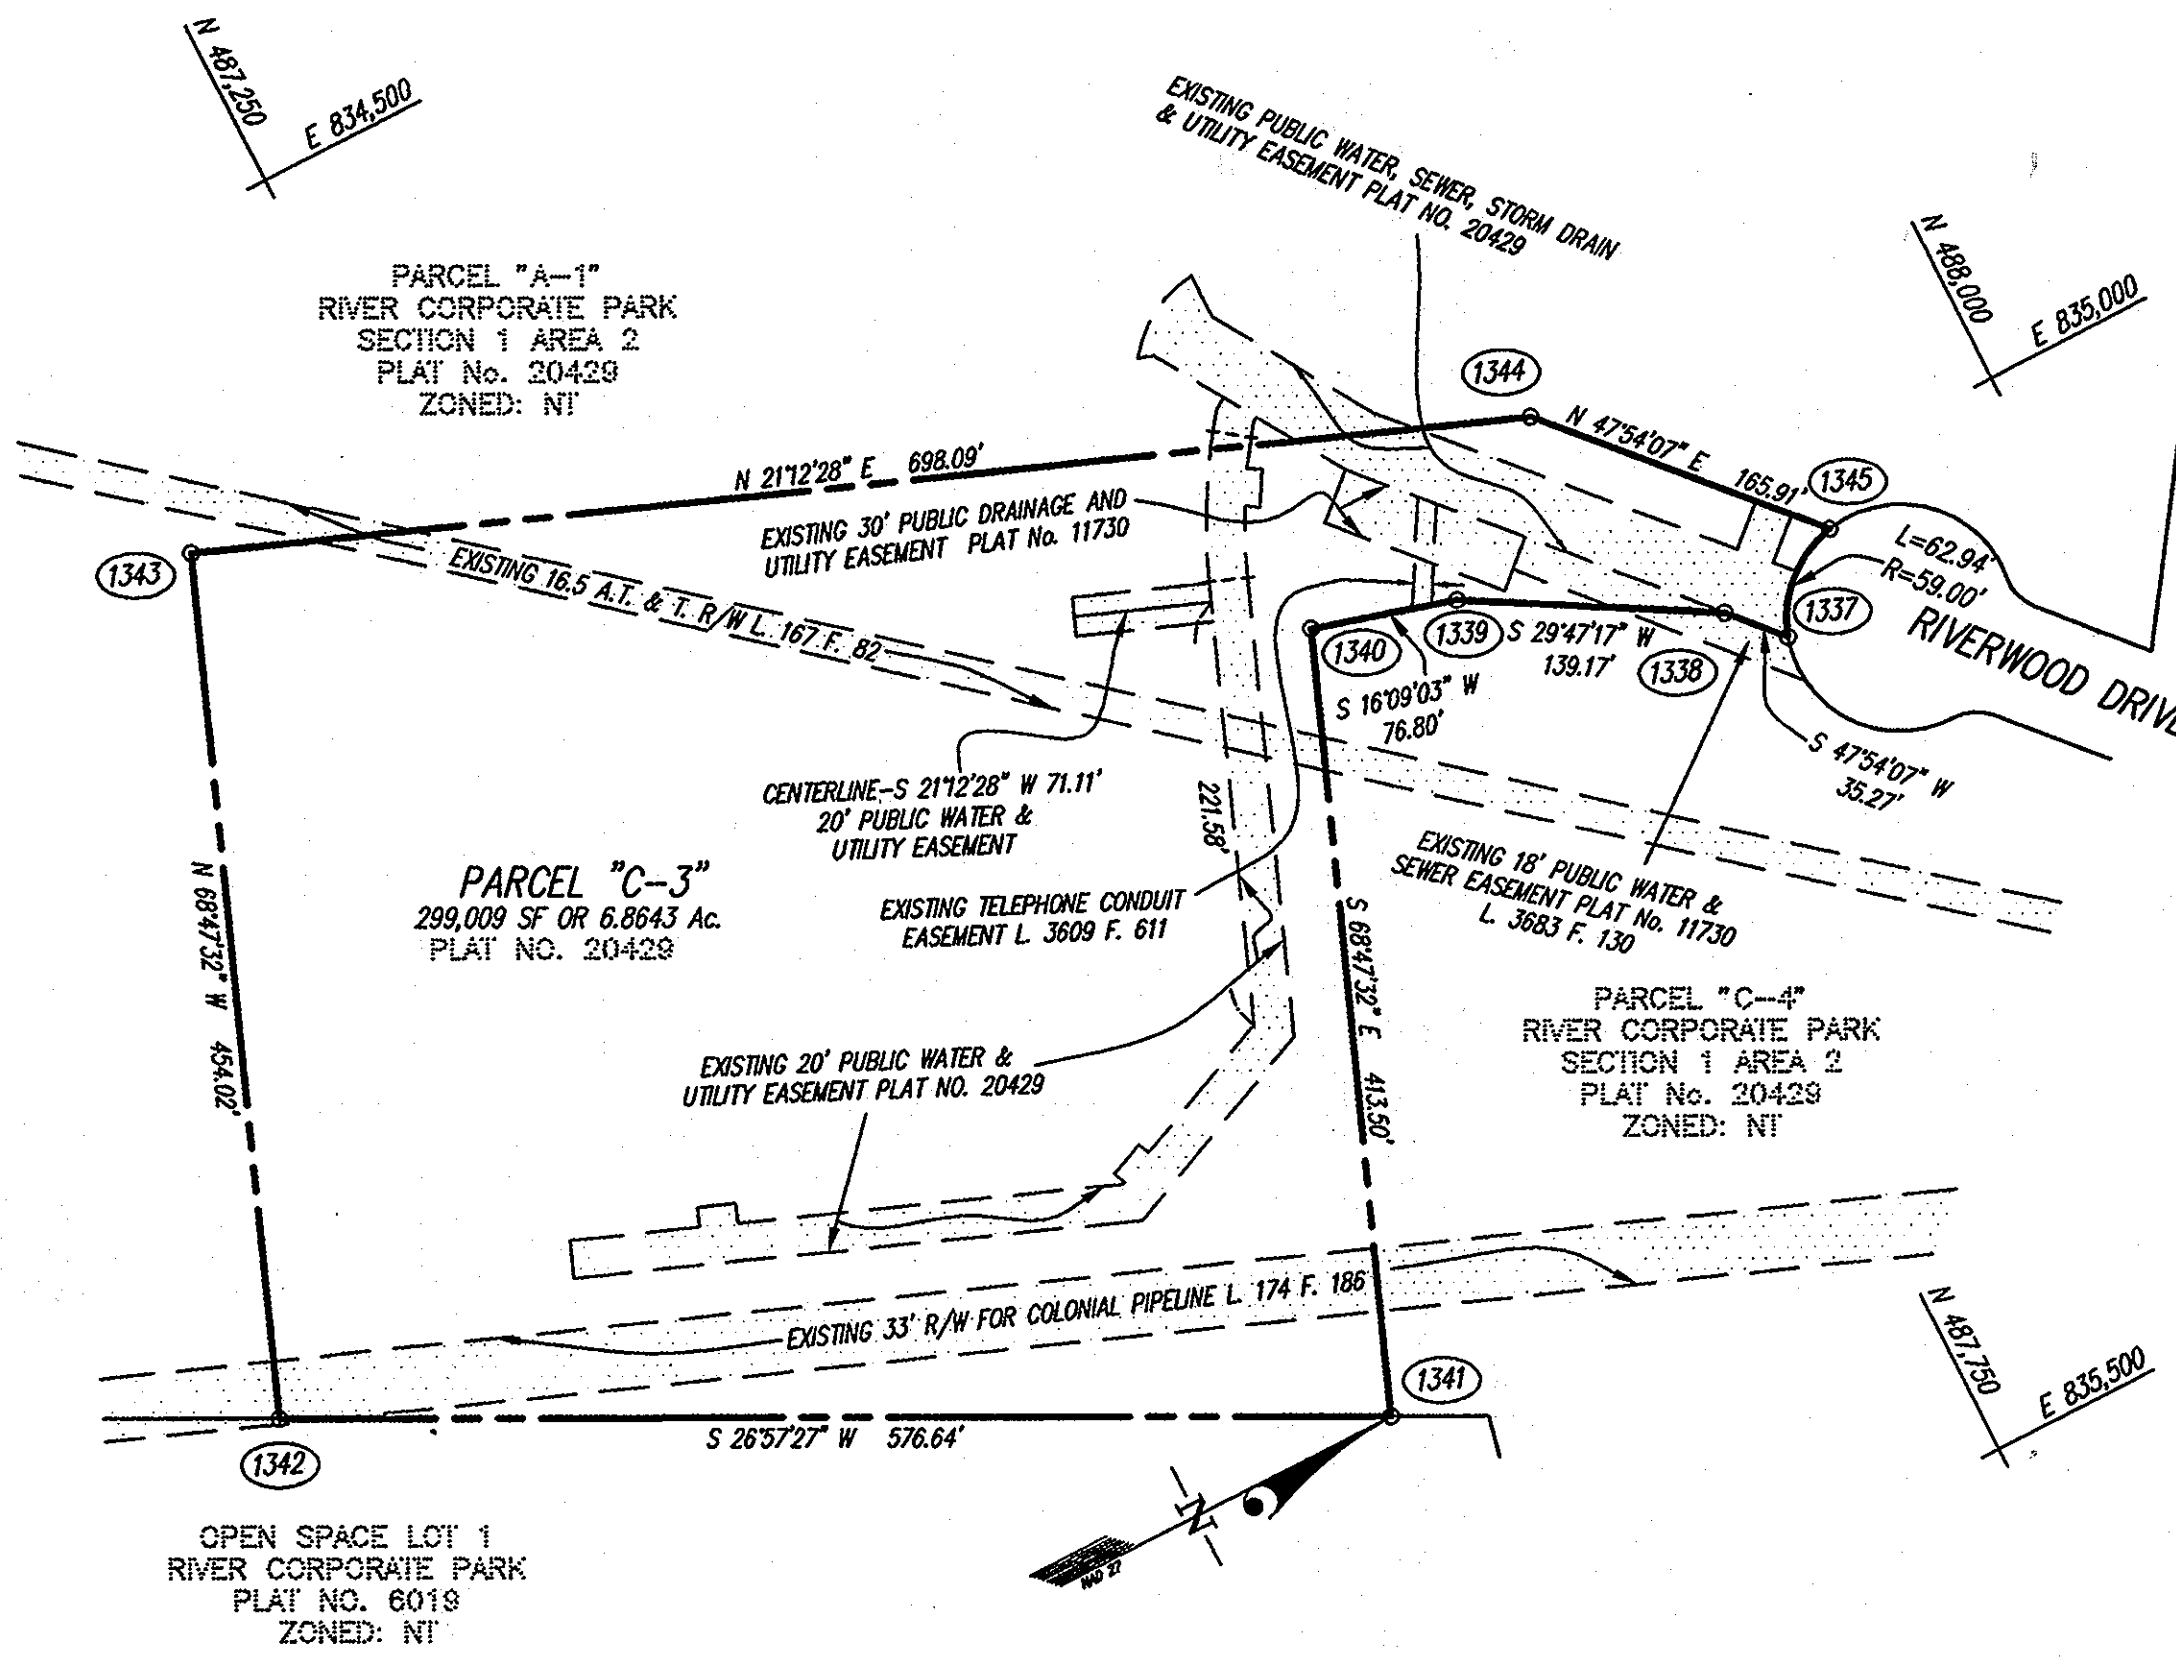 N 487,250
E 834,500
EXISTING PUBLIC WATER, SEWER, STORM DRAIN
& UTILITY EASEMENT PLAT NO. 20429
N 488,000
E 835,000
PARCEL "A-1"
RIVER CORPORATE PARK
SECTION 1 AREA 2
PLAT No. 20429
ZONED: NT
1344
N 47°54'07" E 165.91'
1345
N 21°12'28" E 698.09'
L=62.94'
R=59.00'
EXISTING 30' PUBLIC DRAINAGE AND
UTILITY EASEMENT PLAT No. 11730
1343
EXISTING 16.5 A.T. & T. R/W L. 167 F. 82
1337
RIVERWOOD DRIVE
1340
1339
S 29°47'17" W
139.17'
1338
S 16°09'03" W
76.80'
S 47°54'07" W
35.27'
CENTERLINE-S 21°12'28" W 71.11'
20' PUBLIC WATER &
UTILITY EASEMENT
221.58'
EXISTING 18' PUBLIC WATER &
SEWER EASEMENT PLAT No. 11730
L. 3683 F. 130
PARCEL "C-3"
299,009 SF OR 6.8643 Ac.
PLAT NO. 20429
N 68°47'32" W 454.02'
EXISTING TELEPHONE CONDUIT
EASEMENT L. 3609 F. 611
S 68°47'32" E 413.50'
PARCEL "C-4"
RIVER CORPORATE PARK
SECTION 1 AREA 2
PLAT No. 20429
ZONED: NT
EXISTING 20' PUBLIC WATER &
UTILITY EASEMENT PLAT NO. 20429
EXISTING 33' R/W FOR COLONIAL PIPELINE L. 174 F. 186
N 487,750
E 835,500
1341
S 26°57'27" W 576.64'
1342
N
NAD 27
OPEN SPACE LOT 1
RIVER CORPORATE PARK
PLAT NO. 6019
ZONED: NT